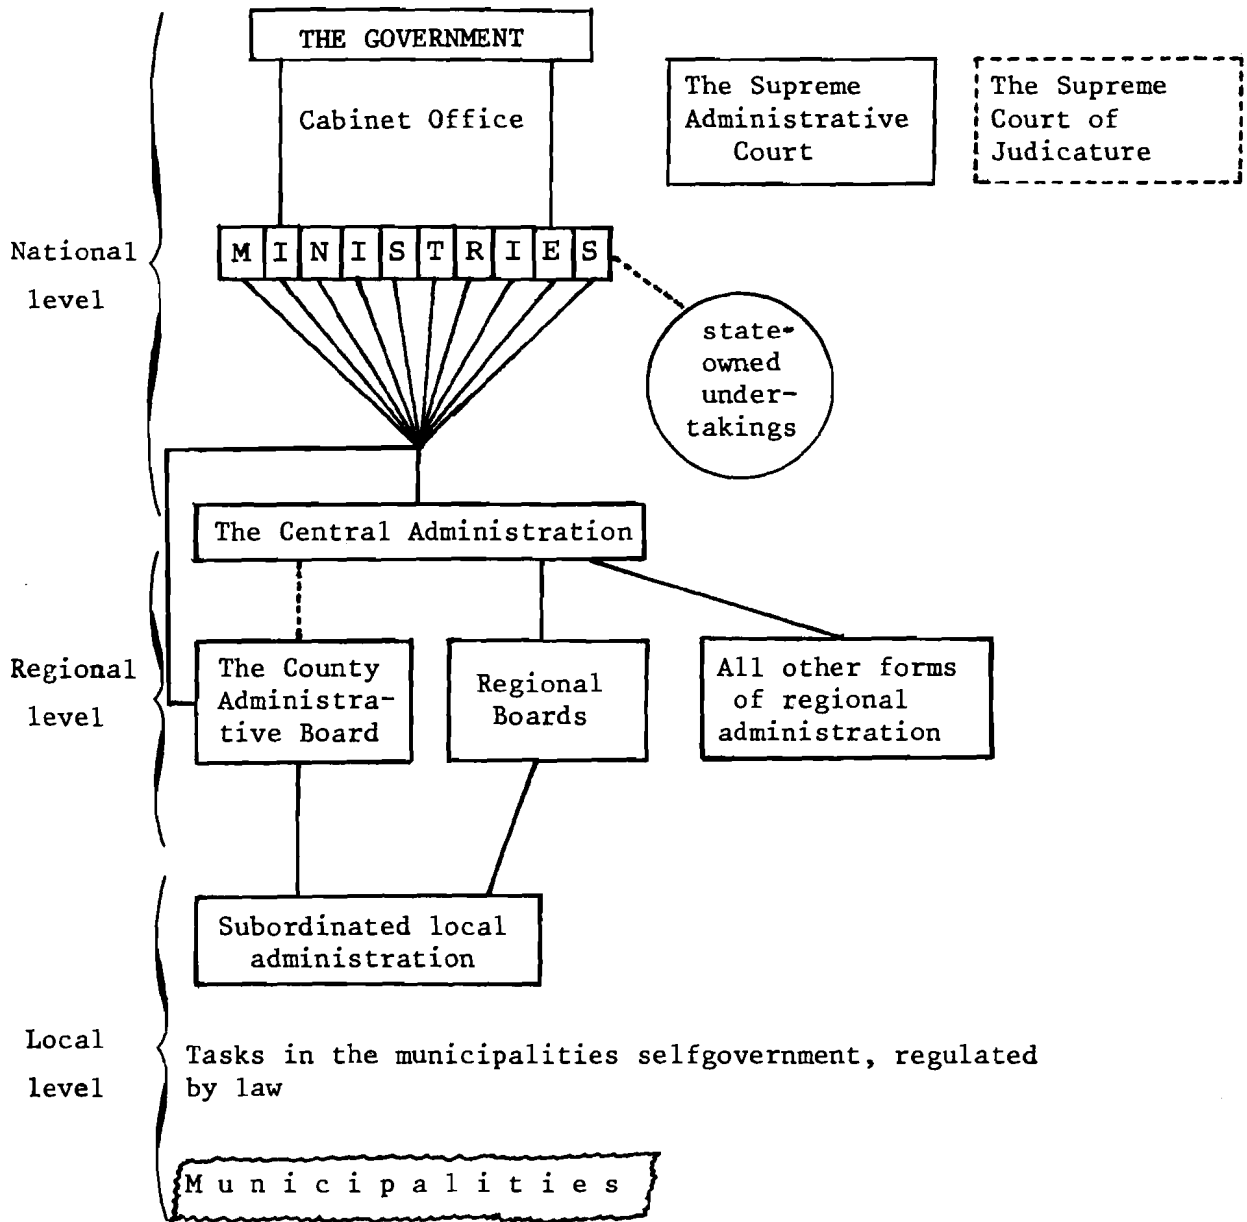 THE GOVERNMENT
Cabinet Office
The Supreme
Administrative
Court
The Supreme
Court of
Judicature
National
level
MINISTRIES
state-
owned
under-
takings
The Central Administration
Regional
level
The County
Administra-
tive Board
Regional
Boards
All other forms
of regional
administration
Subordinated local
administration
Local
level
Tasks in the municipalities selfgovernment, regulated
by law
Municipalities